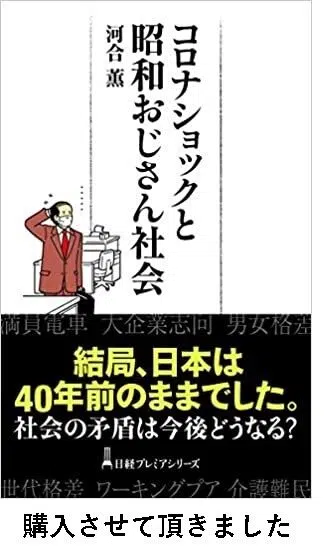 コロナショックと
昭和おじさん社会
河合 薫
満員電車 大企業志向 男女格差
結局、日本は
40年前のままでした。
社会の矛盾は今後どうなる?
日経プレミアシリーズ
世代格差 ワーキングプア 介護難民
購入させて頂きました